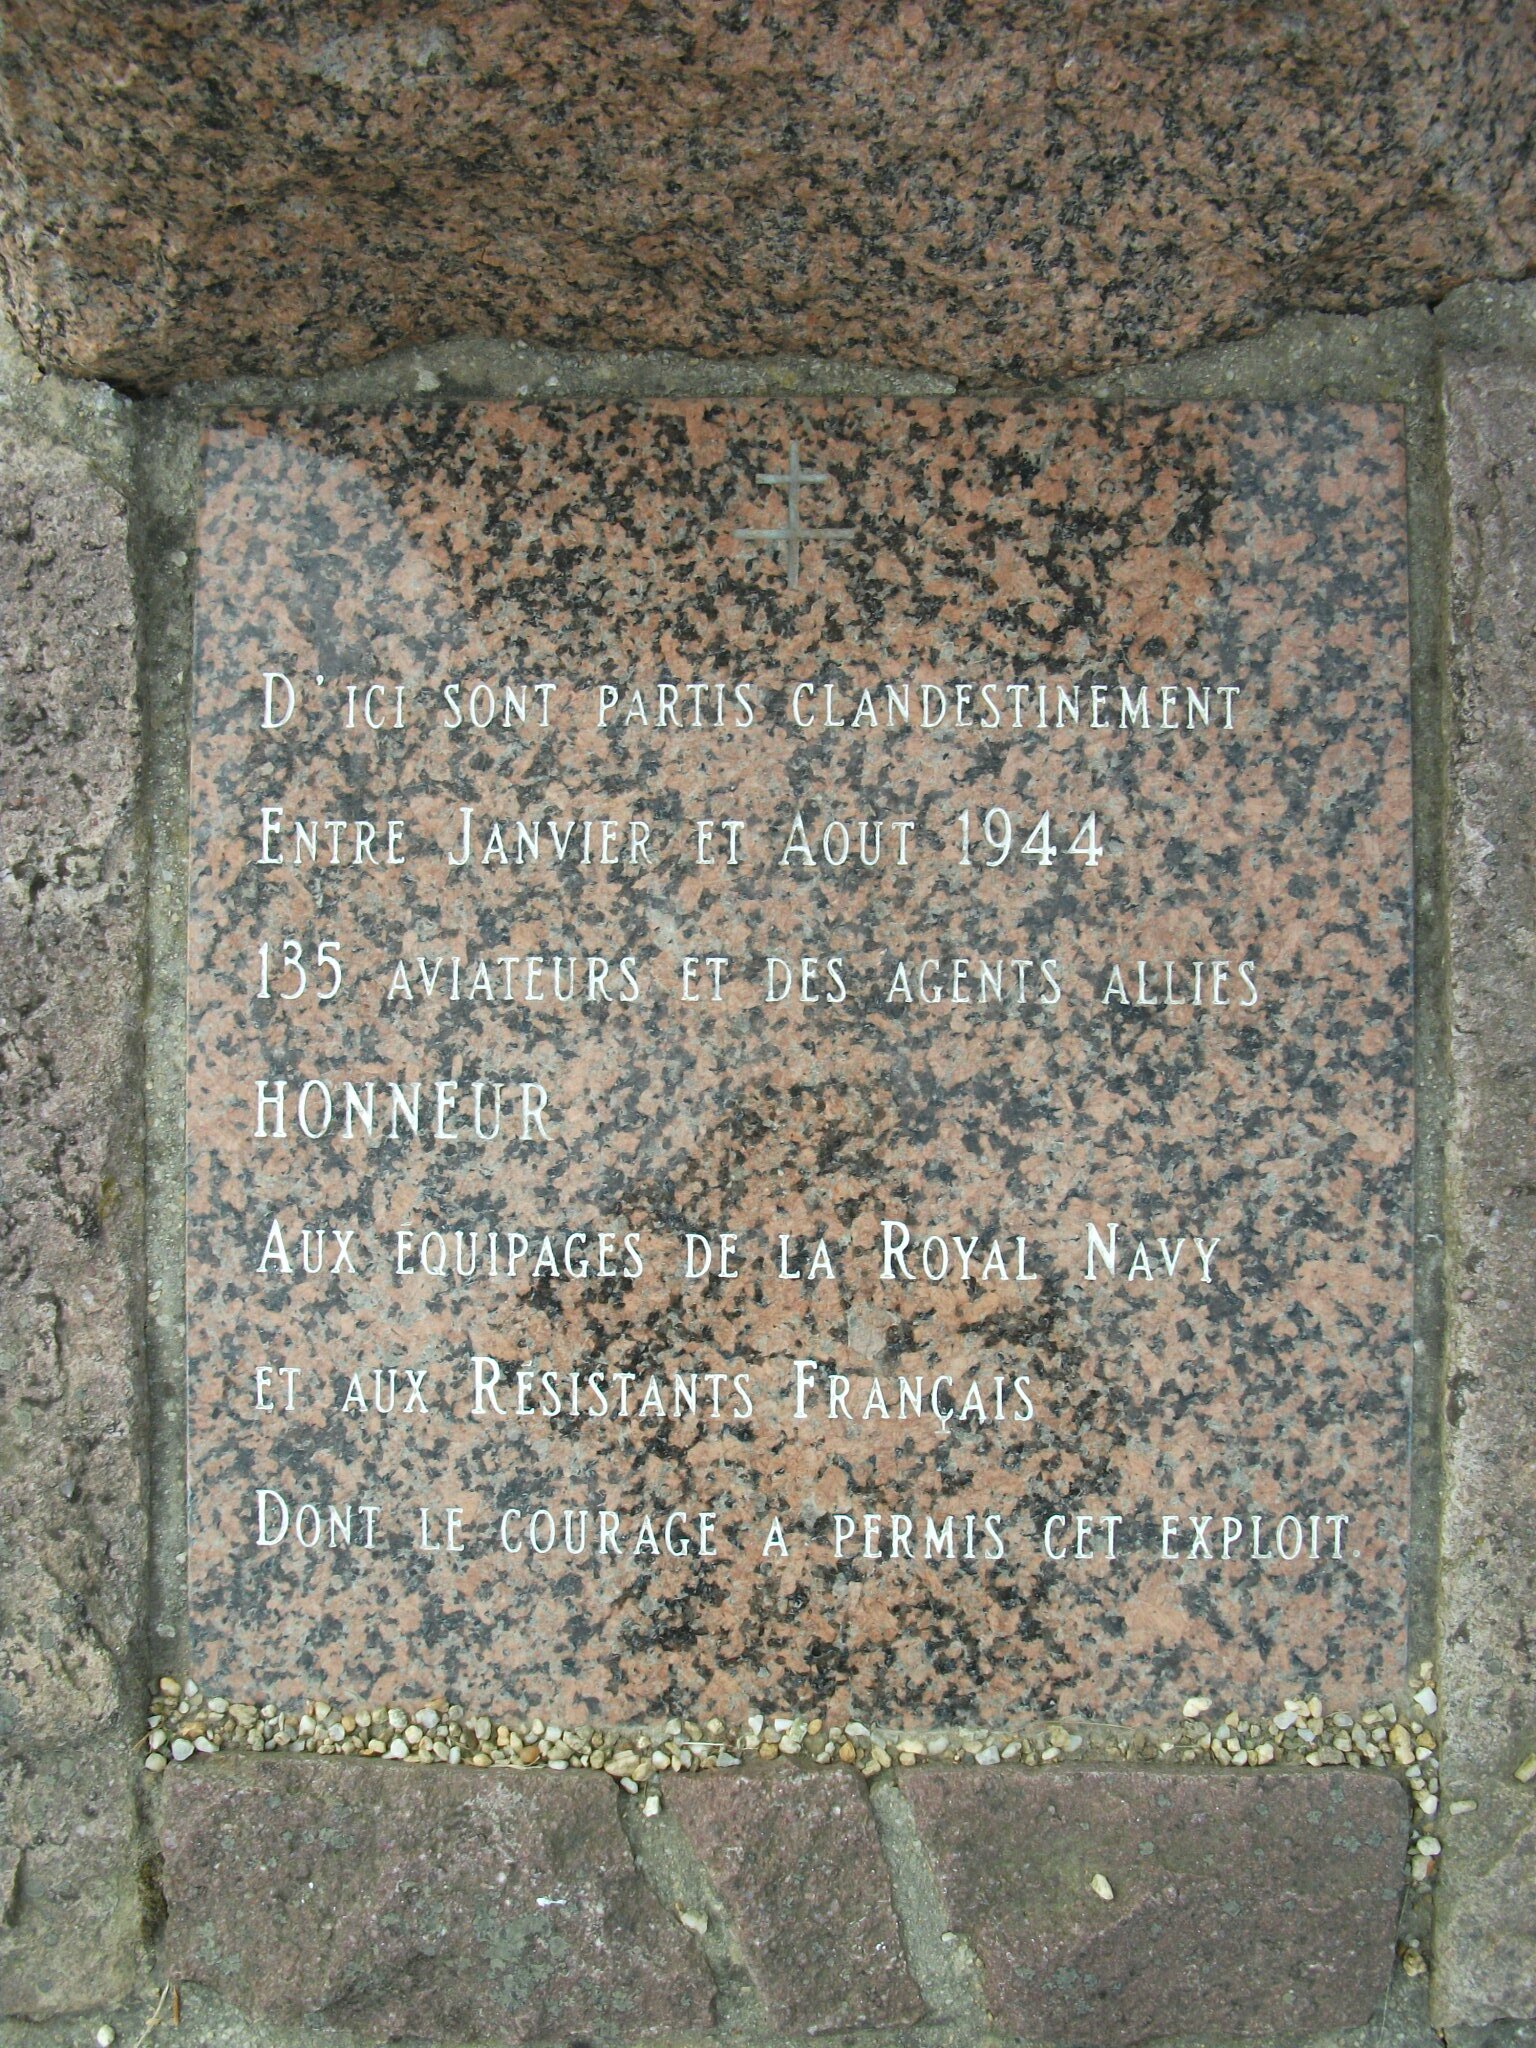 D'ICI SONT PARTIS CLANDESTINEMENT
ENTRE JANVIER ET AOUT 1944
135 AVIATEURS ET DES AGENTS ALLIES
HONNEUR
AUX ÉQUIPAGES DE LA ROYAL NAVY
ET AUX RÉSISTANTS FRANÇAIS
DONT LE COURAGE A PERMIS CET EXPLOIT.